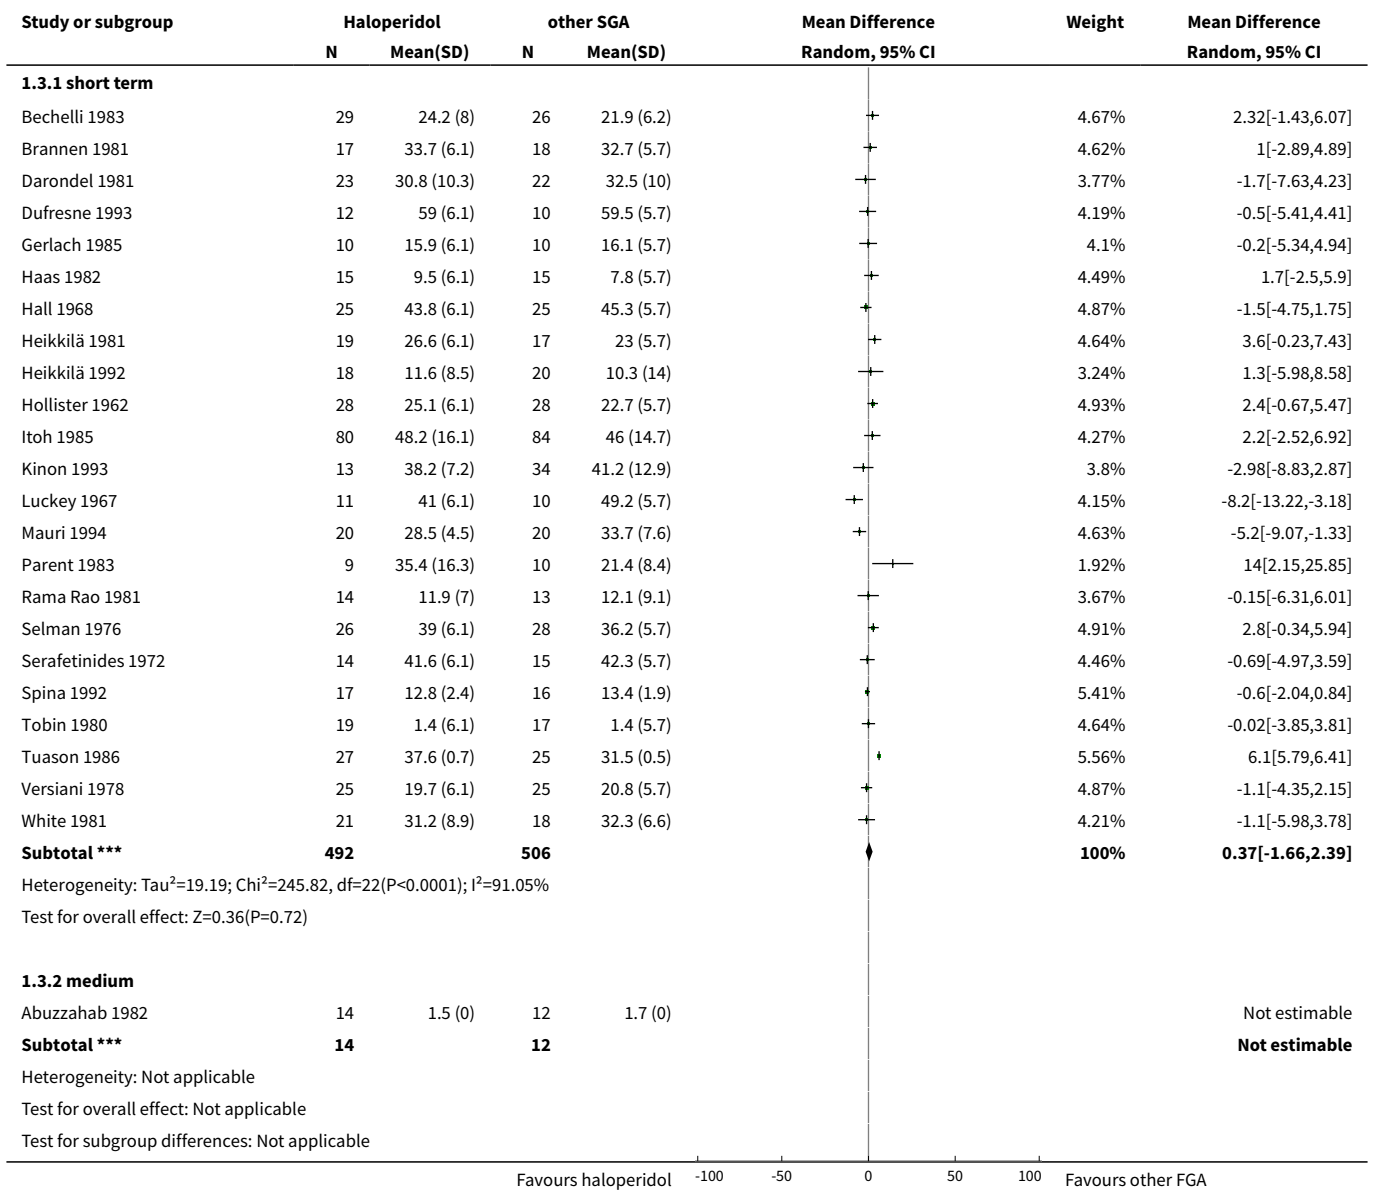 Study or subgroup Haloperidol other SGA Mean Difference Weight Mean Difference
N Mean(SD) N Mean(SD) Random, 95% CI Random, 95% CI
1.3.1 short term
Bechelli 1983 29 24.2 (8) 26 21.9 (6.2) 4.67% 2.32[-1.43,6.07]
Brannen 1981 17 33.7 (6.1) 18 32.7 (5.7) 4.62% 1[-2.89,4.89]
Darondel 1981 23 30.8 (10.3) 22 32.5 (10) 3.77% -1.7[-7.63,4.23]
Dufresne 1993 12 59 (6.1) 10 59.5 (5.7) 4.19% -0.5[-5.41,4.41]
Gerlach 1985 10 15.9 (6.1) 10 16.1 (5.7) 4.1% -0.2[-5.34,4.94]
Haas 1982 15 9.5 (6.1) 15 7.8 (5.7) 4.49% 1.7[-2.5,5.9]
Hall 1968 25 43.8 (6.1) 25 45.3 (5.7) 4.87% -1.5[-4.75,1.75]
Heikkilä 1981 19 26.6 (6.1) 17 23 (5.7) 4.64% 3.6[-0.23,7.43]
Heikkilä 1992 18 11.6 (8.5) 20 10.3 (14) 3.24% 1.3[-5.98,8.58]
Hollister 1962 28 25.1 (6.1) 28 22.7 (5.7) 4.93% 2.4[-0.67,5.47]
Itoh 1985 80 48.2 (16.1) 84 46 (14.7) 4.27% 2.2[-2.52,6.92]
Kinon 1993 13 38.2 (7.2) 34 41.2 (12.9) 3.8% -2.98[-8.83,2.87]
Luckey 1967 11 41 (6.1) 10 49.2 (5.7) 4.15% -8.2[-13.22,-3.18]
Mauri 1994 20 28.5 (4.5) 20 33.7 (7.6) 4.63% -5.2[-9.07,-1.33]
Parent 1983 9 35.4 (16.3) 10 21.4 (8.4) 1.92% 14[2.15,25.85]
Rama Rao 1981 14 11.9 (7) 13 12.1 (9.1) 3.67% -0.15[-6.31,6.01]
Selman 1976 26 39 (6.1) 28 36.2 (5.7) 4.91% 2.8[-0.34,5.94]
Serafetinides 1972 14 41.6 (6.1) 15 42.3 (5.7) 4.46% -0.69[-4.97,3.59]
Spina 1992 17 12.8 (2.4) 16 13.4 (1.9) 5.41% -0.6[-2.04,0.84]
Tobin 1980 19 1.4 (6.1) 17 1.4 (5.7) 4.64% -0.02[-3.85,3.81]
Tuason 1986 27 37.6 (0.7) 25 31.5 (0.5) 5.56% 6.1[5.79,6.41]
Versiani 1978 25 19.7 (6.1) 25 20.8 (5.7) 4.87% -1.1[-4.35,2.15]
White 1981 21 31.2 (8.9) 18 32.3 (6.6) 4.21% -1.1[-5.98,3.78]
Subtotal *** 492 506 100% 0.37[-1.66,2.39]
Heterogeneity: Tau²=19.19; Chi²=245.82, df=22(P<0.0001); I²=91.05%
Test for overall effect: Z=0.36(P=0.72)
1.3.2 medium
Abuzzahab 1982 14 1.5 (0) 12 1.7 (0) Not estimable
Subtotal *** 14 12 Not estimable
Heterogeneity: Not applicable
Test for overall effect: Not applicable
Test for subgroup differences: Not applicable
Favours haloperidol -100 -50 0 50 100 Favours other FGA